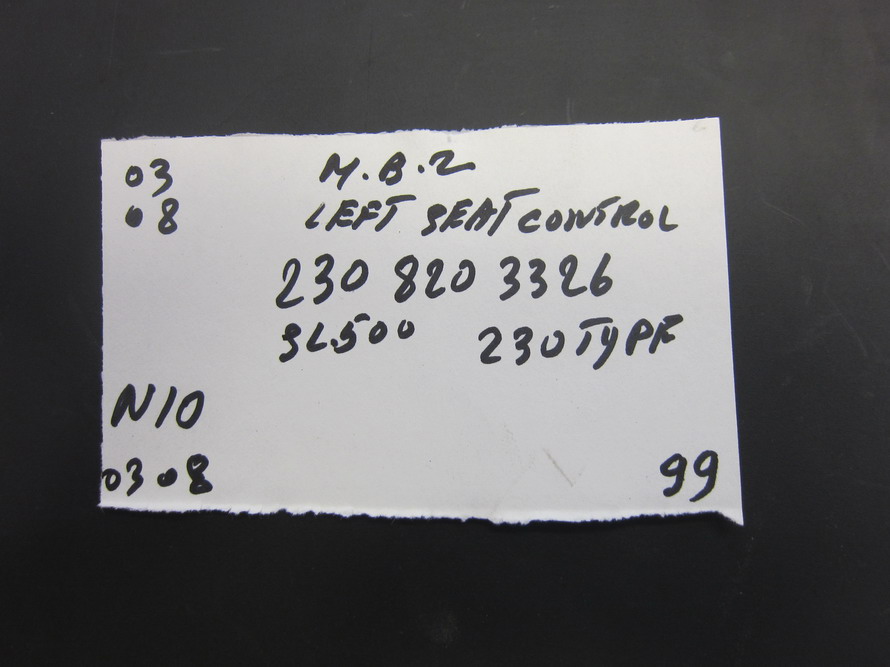 03 M.B.Z
08 LEFT SEAT CONTROL
230 820 3326
SL500 230 TYPE
N10
0308 99